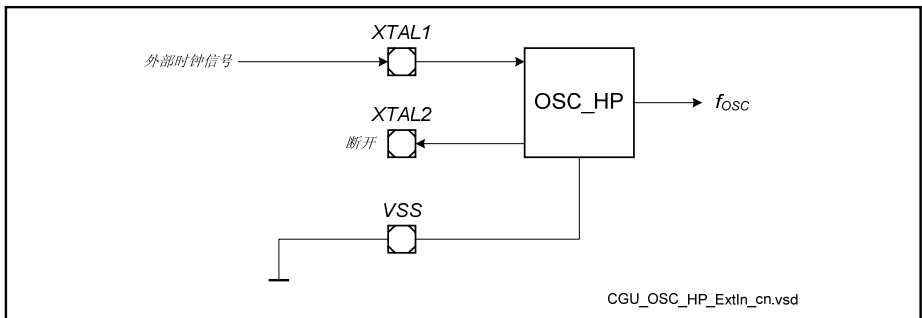 XTAL1
外部时钟信号
OSC_HP
fOSC
XTAL2
断开
VSS
CGU_OSC_HP_ExtIn_cn.vsd